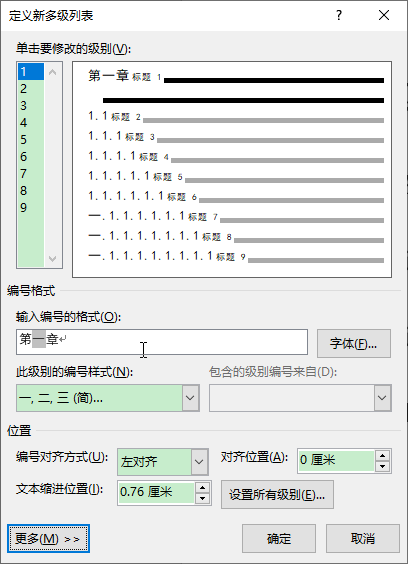 定义新多级列表
单击要修改的级别(V):
1
2
3
4
5
6
7
8
9
第一章 标题 1
1.1 标题 2
1.1.1 标题 3
1.1.1.1 标题 4
1.1.1.1.1 标题 5
1.1.1.1.1.1 标题 6
一.1.1.1.1.1.1 标题 7
一.1.1.1.1.1.1.1 标题 8
一.1.1.1.1.1.1.1.1 标题 9
编号格式
输入编号的格式(O):
第一章
字体(F)...
此级别的编号样式(N):
包含的级别编号来自(D):
一, 二, 三 (简)...
位置
编号对齐方式(U):
左对齐
对齐位置(A):
0 厘米
文本缩进位置(I):
0.76 厘米
设置所有级别(E)...
更多(M) >>
确定
取消